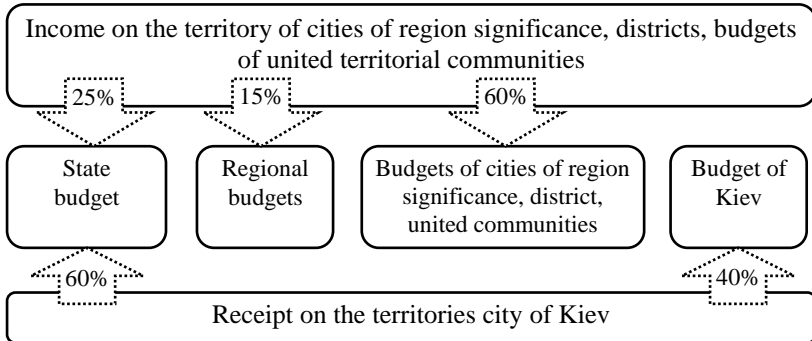 Income on the territory of cities of region significance, districts, budgets
of united territorial communities
25%
15%
60%
State
budget
Regional
budgets
Budgets of cities of region
significance, district,
united communities
Budget of
Kiev
60%
40%
Receipt on the territories city of Kiev